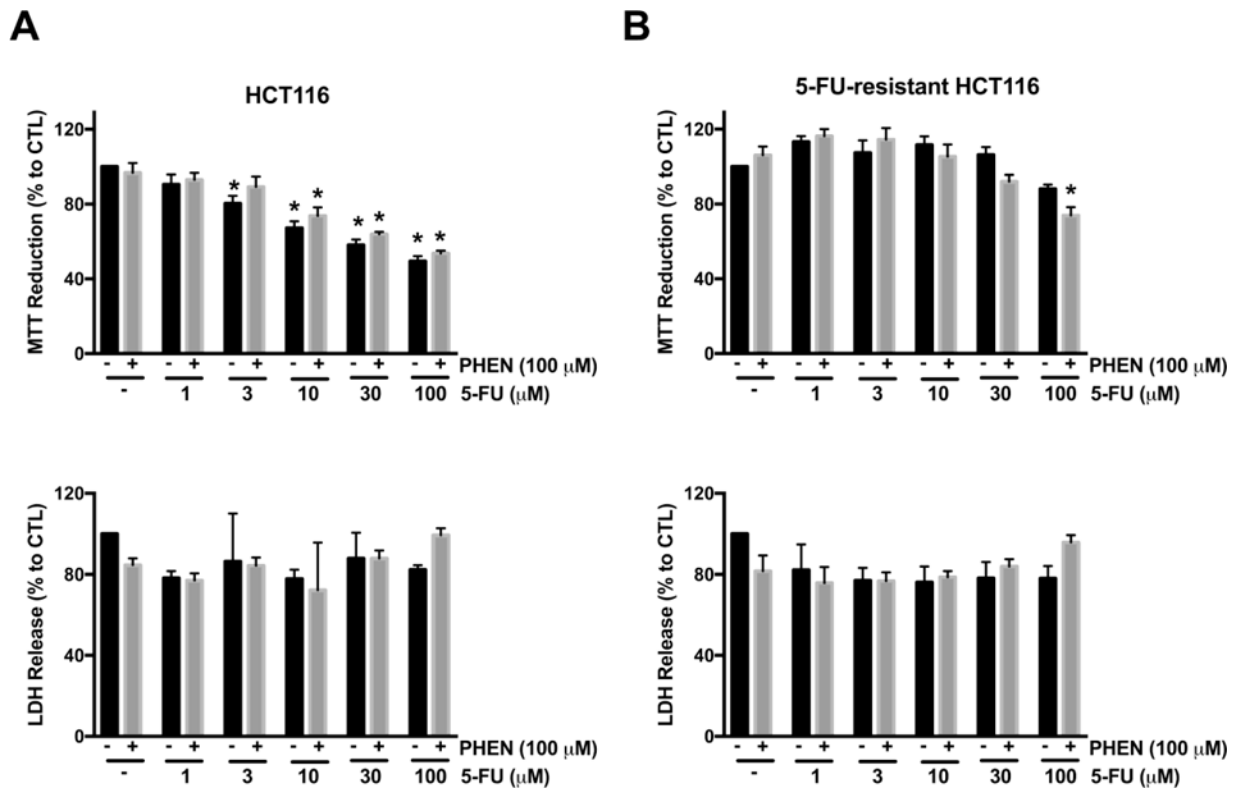 A
HCT116
MTT Reduction (% to CTL)
120
80
40
0
* * * * * * *
- + - + - + - + - + - + PHEN (100 μM)
- 1 3 10 30 100 5-FU (μM)
LDH Release (% to CTL)
120
80
40
0
- + - + - + - + - + - + PHEN (100 μM)
- 1 3 10 30 100 5-FU (μM)
B
5-FU-resistant HCT116
MTT Reduction (% to CTL)
120
80
40
0
*
- + - + - + - + - + - + PHEN (100 μM)
- 1 3 10 30 100 5-FU (μM)
LDH Release (% to CTL)
120
80
40
0
- + - + - + - + - + - + PHEN (100 μM)
- 1 3 10 30 100 5-FU (μM)